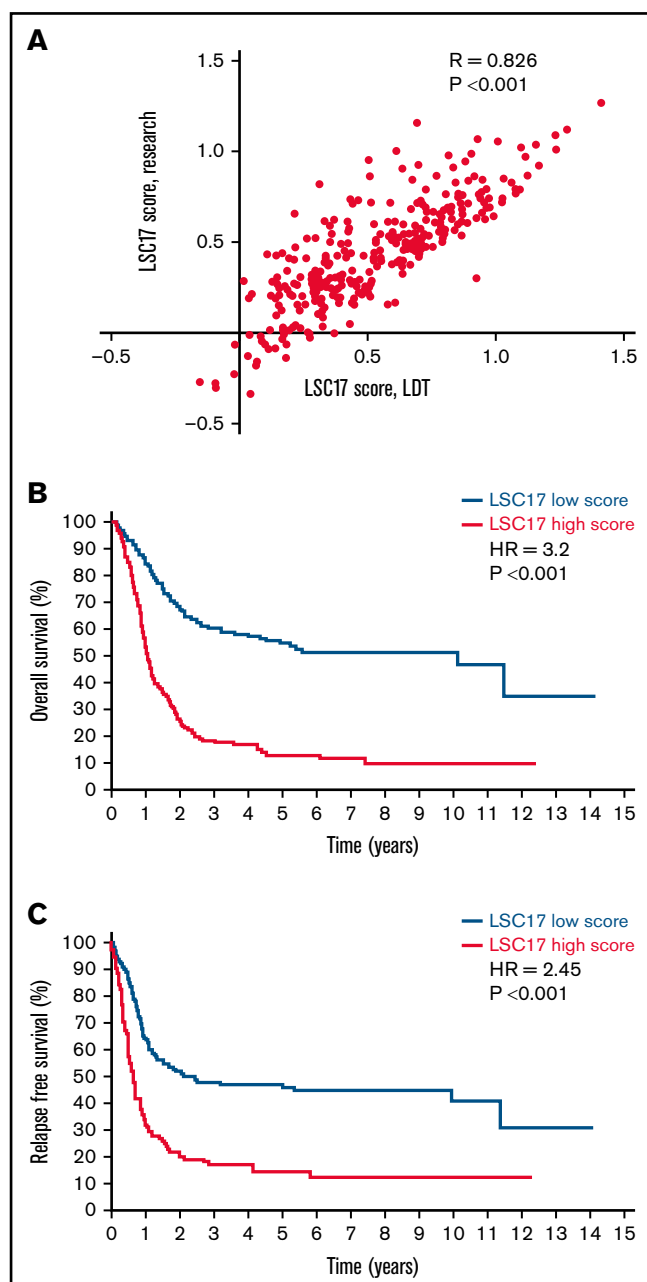 A
R = 0.826
P <0.001
LSC17 score, research
1.5
1.0
0.5
−0.5
−0.5
0.5
1.0
1.5
LSC17 score, LDT
B
LSC17 low score
LSC17 high score
HR = 3.2
P <0.001
Overall survival (%)
100
90
80
70
60
50
40
30
20
10
0
0 1 2 3 4 5 6 7 8 9 10 11 12 13 14 15
Time (years)
C
LSC17 low score
LSC17 high score
HR = 2.45
P <0.001
Relapse free survival (%)
100
90
80
70
60
50
40
30
20
10
0
0 1 2 3 4 5 6 7 8 9 10 11 12 13 14 15
Time (years)